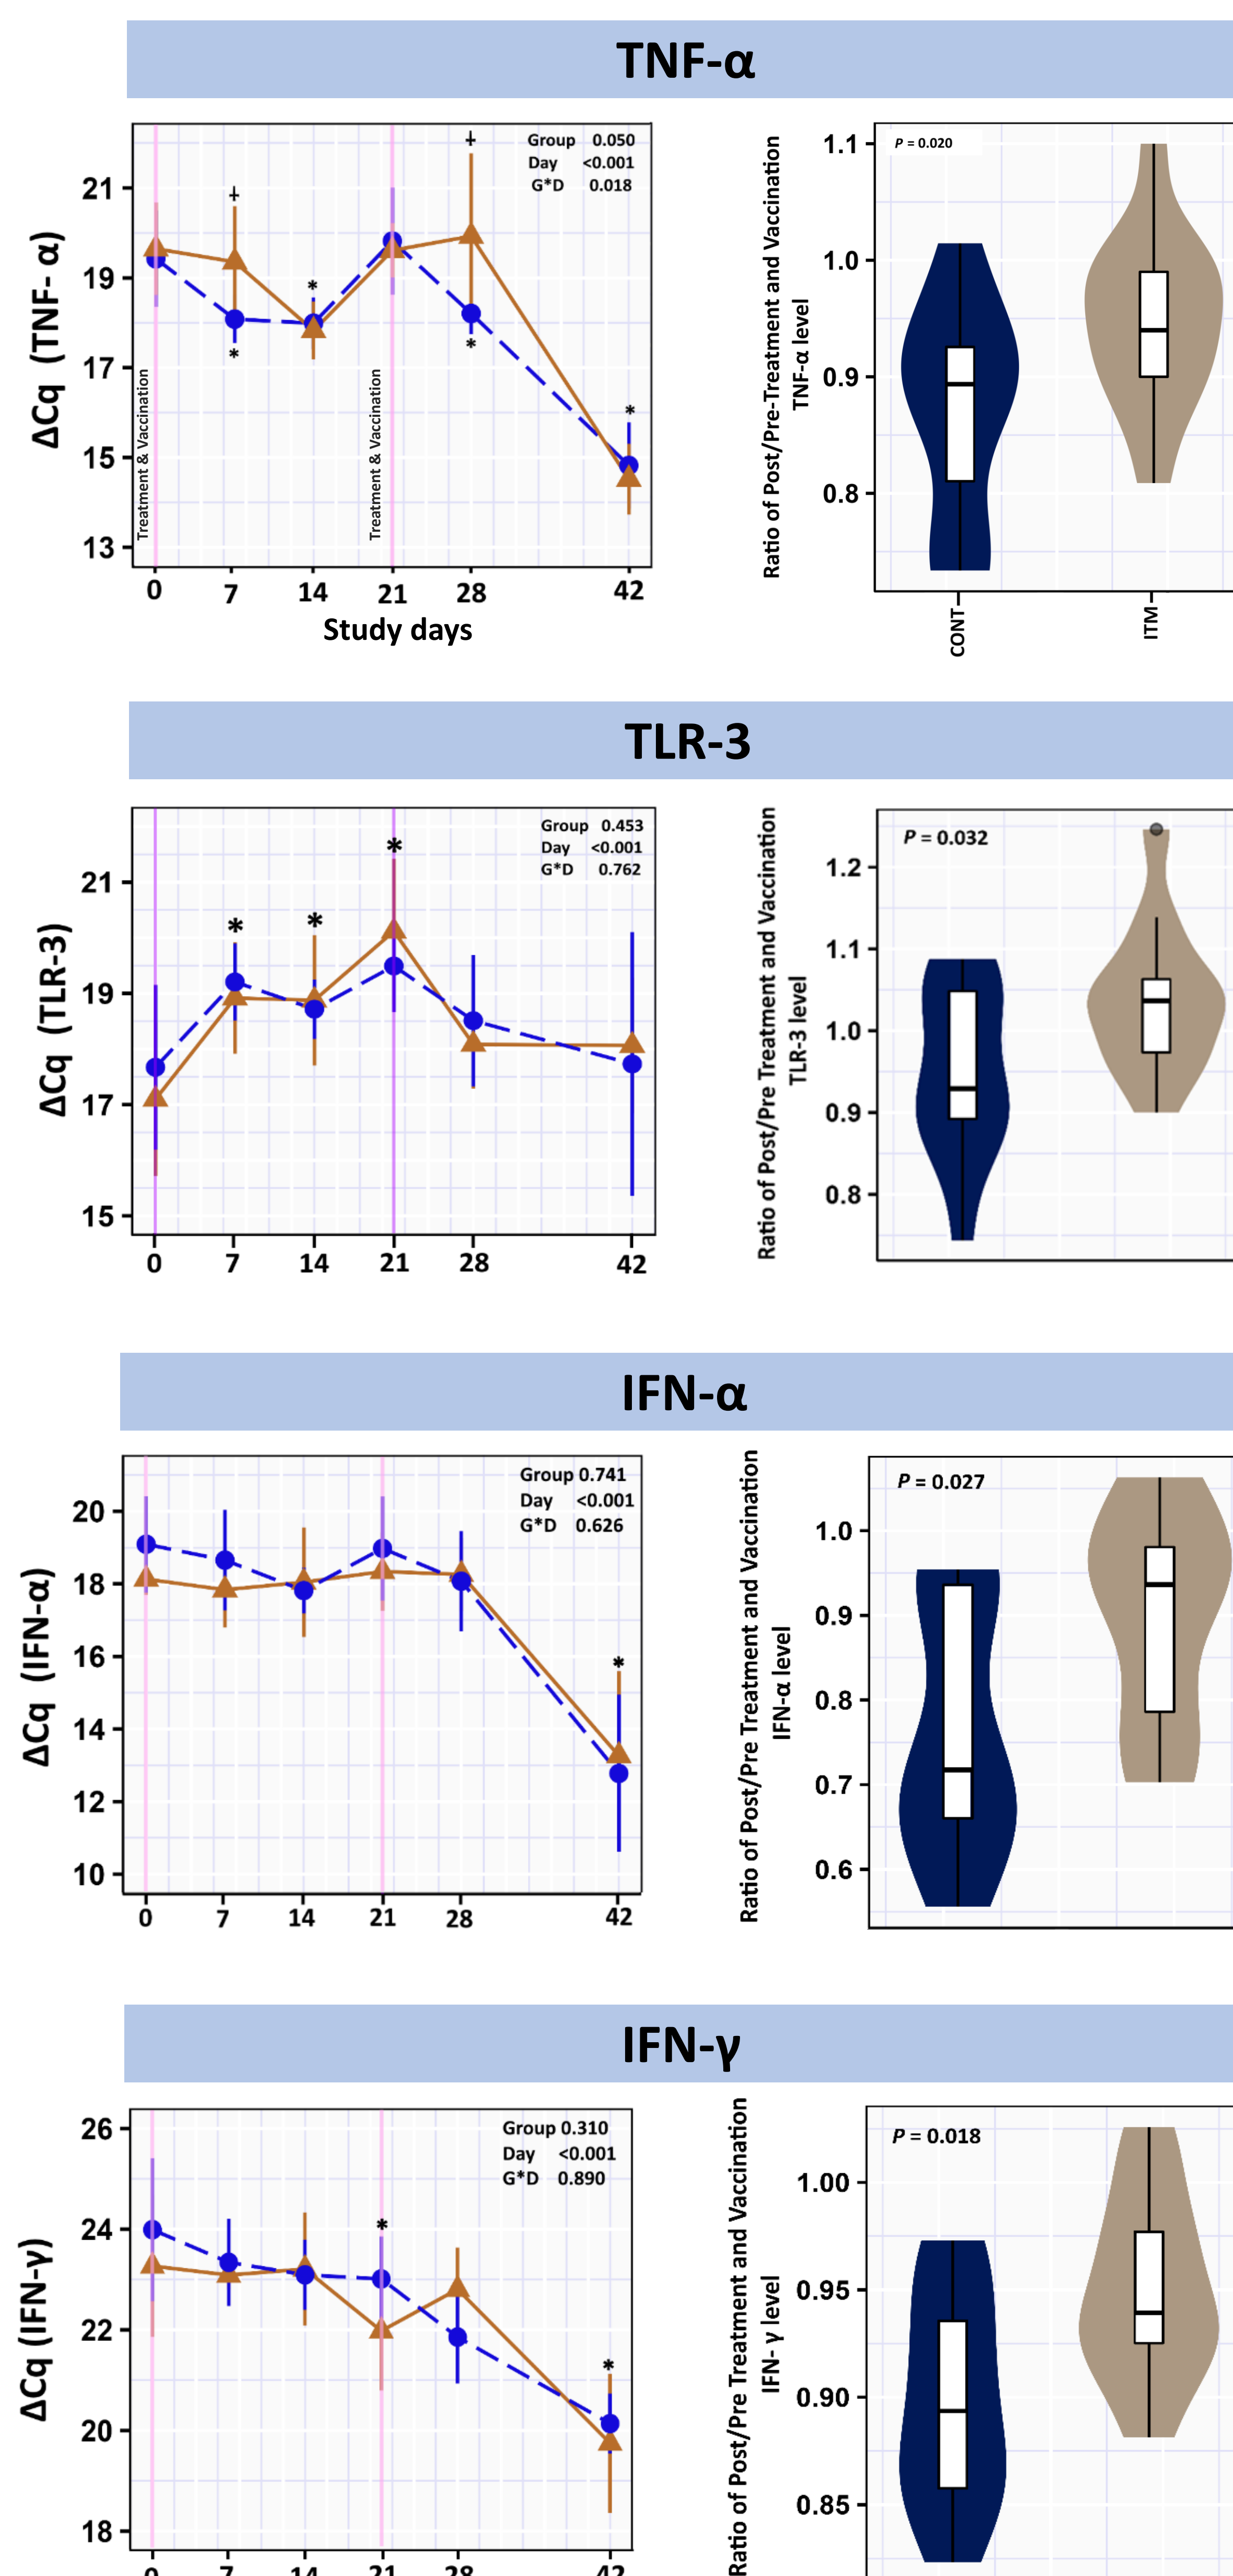 TNF-α
ΔCq (TNF- α)
21
19
17
15
13
Group 0.050
Day <0.001
G*D 0.018
⸸
*
*
⸸
*
*
Treatment & Vaccination
Treatment & Vaccination
0 7 14 21 28 42
Study days
Ratio of Post/Pre-Treatment and Vaccination
TNF-α level
1.1
1.0
0.9
0.8
P = 0.020
CONT
ITM
TLR-3
ΔCq (TLR-3)
21
19
17
15
Group 0.453
Day <0.001
G*D 0.762
*
*
*
0 7 14 21 28 42
Ratio of Post/Pre Treatment and Vaccination
TLR-3 level
1.2
1.1
1.0
0.9
0.8
P = 0.032
IFN-α
ΔCq (IFN-α)
20
18
16
14
12
10
Group 0.741
Day <0.001
G*D 0.626
*
0 7 14 21 28 42
Ratio of Post/Pre Treatment and Vaccination
IFN-α level
1.0
0.9
0.8
0.7
0.6
P = 0.027
IFN-γ
ΔCq (IFN-γ)
26
24
22
20
18
Group 0.310
Day <0.001
G*D 0.890
*
*
0 7 14 21 28 42
Ratio of Post/Pre Treatment and Vaccination
IFN- γ level
1.00
0.95
0.90
0.85
P = 0.018